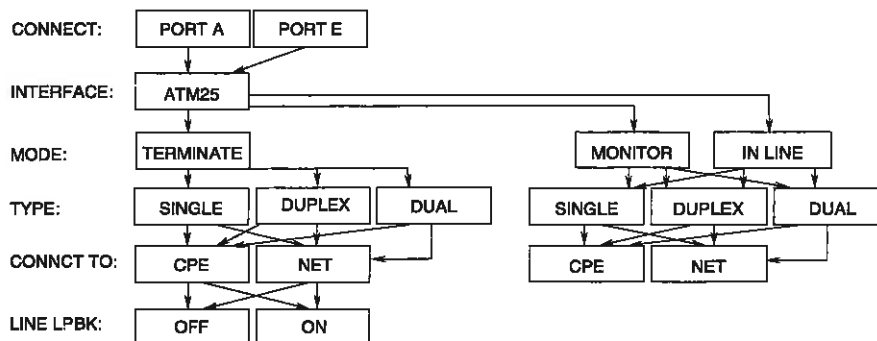 CONNECT: PORT A PORT E
INTERFACE: ATM25
MODE: TERMINATE MONITOR IN LINE
TYPE: SINGLE DUPLEX DUAL SINGLE DUPLEX DUAL
CONNCT TO: CPE NET CPE NET
LINE LPBK: OFF ON